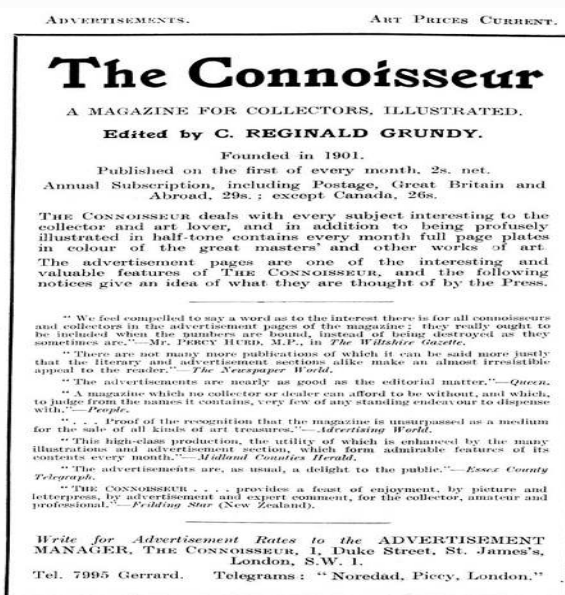 ADVERTISEMENTS. ART PRICES CURRENT.
The Connoisseur
A MAGAZINE FOR COLLECTORS, ILLUSTRATED.
Edited by C. REGINALD GRUNDY.
Founded in 1901.
Published on the first of every month, 2s. net.
Annual Subscription, including Postage, Great Britain and
Abroad, 29s. ; except Canada, 26s.
THE CONNOISSEUR deals with every subject interesting to the
collector and art lover, and in addition to being profusely
illustrated in half-tone contains every month full page plates
in colour of the great masters' and other works of art
The advertisement pages are one of the interesting and
valuable features of THE CONNOISSEUR, and the following
notices give an idea of what they are thought of by the Press.
" We feel compelled to say a word as to the interest there is for all connoisseurs
and collectors in the advertisement pages of the magazine ; they really ought to
be included when the numbers are bound, instead of being destroyed as they
sometimes are."—Mr. PERCY HURD, M.P., in The Wiltshire Gazette.
" There are not many more publications of which it can be said more justly
that the literary and advertisement sections alike make an almost irresistible
appeal to the reader."—The Newspaper World.
" The advertisements are nearly as good as the editorial matter."—Queen.
" A magazine which no collector or dealer can afford to be without, and which,
to judge from the names it contains, very few of any standing endeavour to dispense
with."—People.
" . . . Proof of the recognition that the magazine is unsurpassed as a medium
for the sale of all kinds of art treasures."—Advertising World.
" This high-class production, the utility of which is enhanced by the many
illustrations and advertisement section, which form admirable features of its
contents every month."—Midland Counties Herald.
" The advertisements are, as usual, a delight to the public."—Essex County
Telegraph.
" THE CONNOISSEUR . . . . provides a feast of enjoyment, by picture and
letterpress, by advertisement and expert comment, for the collector, amateur and
professional."—Feilding Star (New Zealand).
Write for Advertisement Rates to the ADVERTISEMENT
MANAGER, THE CONNOISSEUR, 1, Duke Street, St. James's,
London, S.W. 1.
Tel. 7995 Gerrard. Telegrams : " Noredad, Piccy, London."